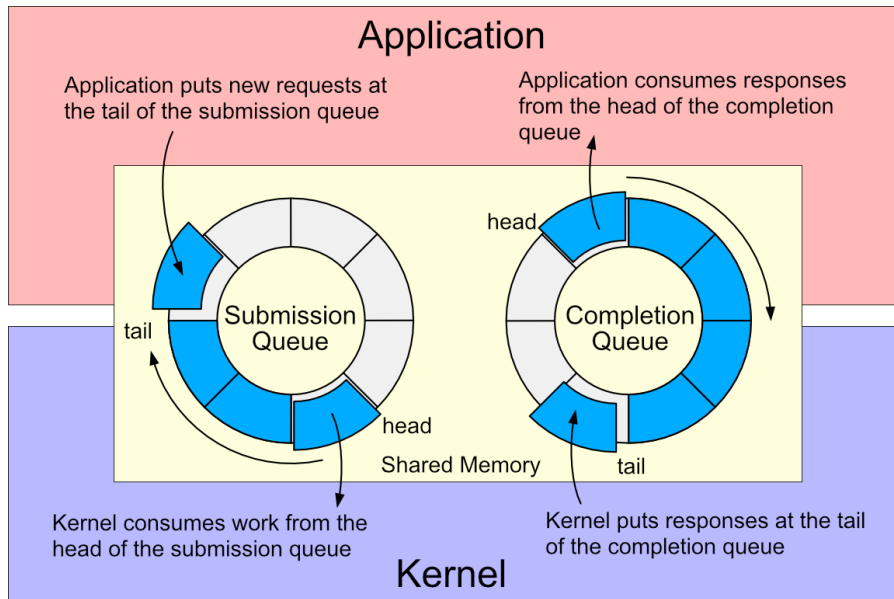 Application
Application puts new requests at
the tail of the submission queue
Application consumes responses
from the head of the completion
queue
head
Submission
Queue
Completion
Queue
tail
head
Shared Memory
tail
Kernel consumes work from the
head of the submission queue
Kernel puts responses at the tail
of the completion queue
Kernel